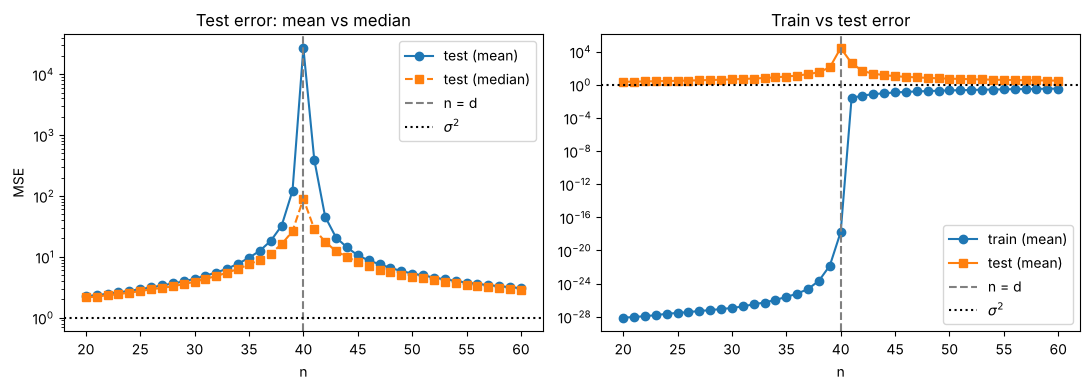 Test error: mean vs median
MSE
10⁴
10³
10²
10¹
10⁰
20 25 30 35 40 45 50 55 60
n
test (mean)
test (median)
n = d
σ²
Train vs test error
10⁴
10⁰
10⁻⁴
10⁻⁸
10⁻¹²
10⁻¹⁶
10⁻²⁰
10⁻²⁴
10⁻²⁸
20 25 30 35 40 45 50 55 60
n
train (mean)
test (mean)
n = d
σ²